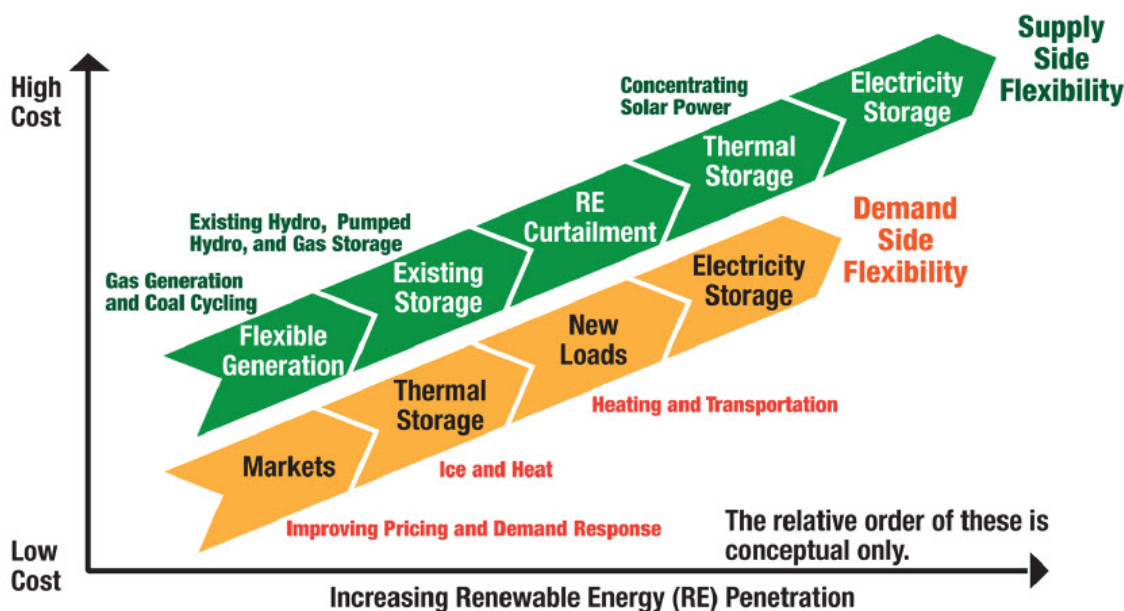 Supply
Side
Flexibility
High
Cost
Concentrating
Solar Power
Electricity
Storage
Thermal
Storage
Existing Hydro, Pumped
Hydro, and Gas Storage
RE
Curtailment
Demand
Side
Flexibility
Gas Generation
and Coal Cycling
Existing
Storage
Electricity
Storage
Flexible
Generation
New
Loads
Thermal
Storage
Heating and Transportation
Markets
Ice and Heat
Improving Pricing and Demand Response
The relative order of these is
conceptual only.
Low
Cost
Increasing Renewable Energy (RE) Penetration